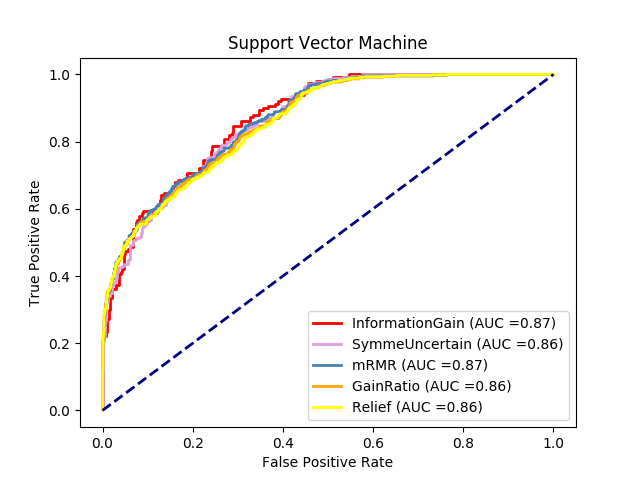 Support Vector Machine
True Positive Rate
1.0
0.8
0.6
0.4
0.2
0.0
InformationGain (AUC =0.87)
SymmeUncertain (AUC =0.86)
mRMR (AUC =0.87)
GainRatio (AUC =0.86)
Relief (AUC =0.86)
0.0 0.2 0.4 0.6 0.8 1.0
False Positive Rate